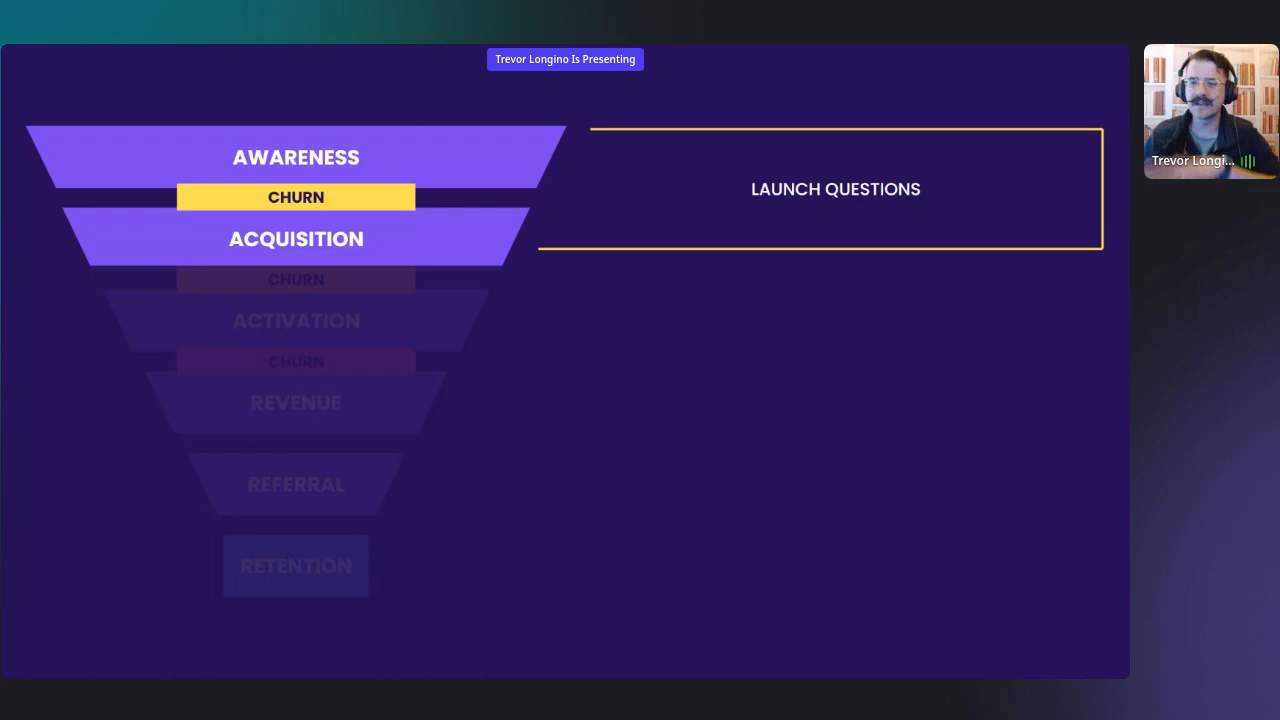 Trevor Longino Is Presenting
AWARENESS
CHURN
ACQUISITION
CHURN
ACTIVATION
CHURN
REVENUE
REFERRAL
RETENTION
LAUNCH QUESTIONS
Trevor Longi...